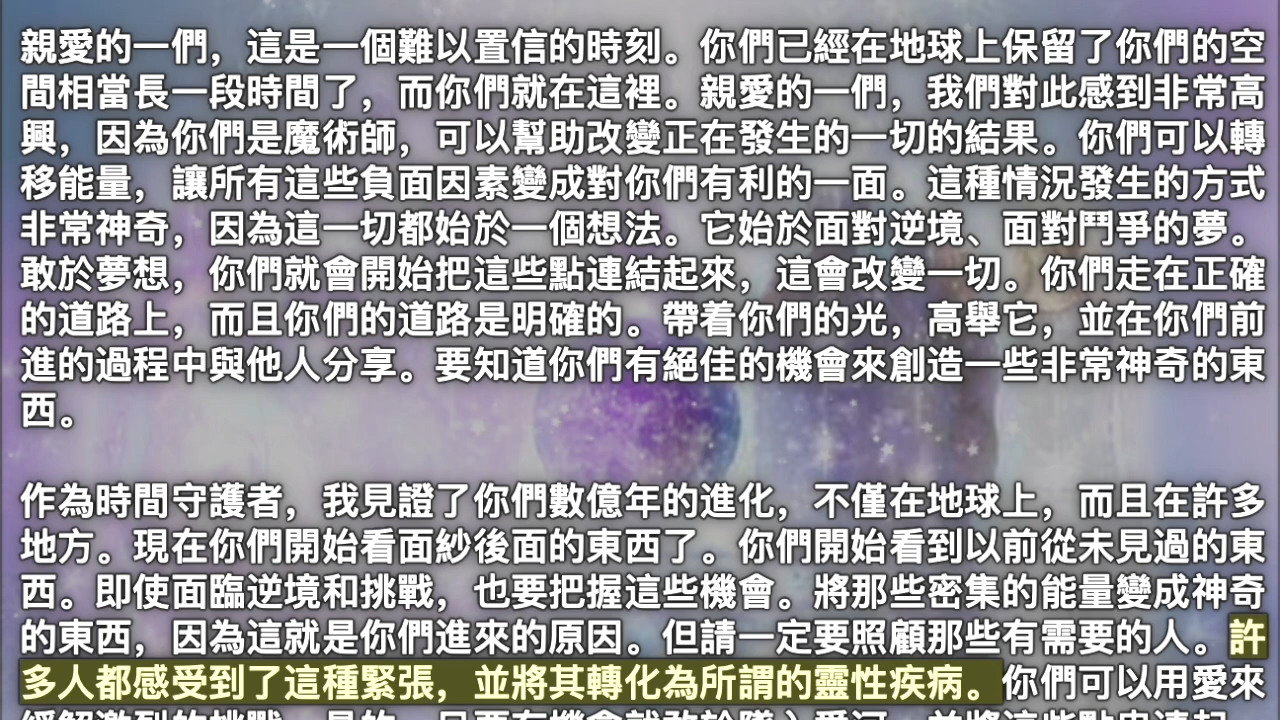 親愛的一們，這是一個難以置信的時刻。你們已經在地球上保留了你們的空
間相當長一段時間了，而你們就在這裡。親愛的一們，我們對此感到非常高
興，因為你們是魔術師，可以幫助改變正在發生的一切的結果。你們可以轉
移能量，讓所有這些負面因素變成對你們有利的一面。這種情況發生的方式
非常神奇，因為這一切都始於一個想法。它始於面對逆境、面對鬥爭的夢。
敢於夢想，你們就會開始把這些點連結起來，這會改變一切。你們走在正確
的道路上，而且你們的道路是明確的。帶着你們的光，高舉它，並在你們前
進的過程中與他人分享。要知道你們有絕佳的機會來創造一些非常神奇的東
西。
作為時間守護者，我見證了你們數億年的進化，不僅在地球上，而且在許多
地方。現在你們開始看面紗後面的東西了。你們開始看到以前從未見過的東
西。即使面臨逆境和挑戰，也要把握這些機會。將那些密集的能量變成神奇
的東西，因為這就是你們進來的原因。但請一定要照顧那些有需要的人。許
多人都感受到了這種緊張，並將其轉化為所謂的靈性疾病。你們可以用愛來